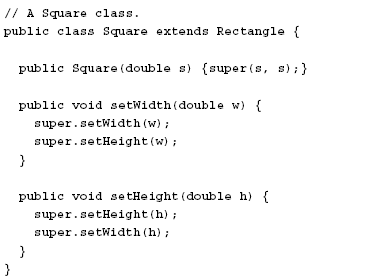 // A Square class.
public class Square extends Rectangle {
public Square(double s) {super(s, s);}
public void setWidth(double w) {
super.setWidth(w);
super.setHeight(w);
}
public void setHeight(double h) {
super.setHeight(h);
super.setWidth(h);
}
}